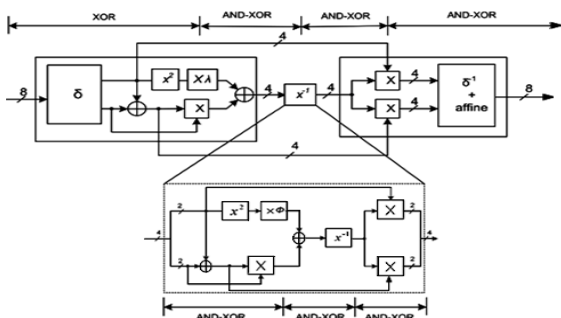 XOR AND-XOR AND-XOR AND-XOR
4
8 δ x² Xλ X 4 x⁻¹ 4 X 4 X 4 δ⁻¹ + affine 8
4
4 2 x² ×Φ x⁻¹ X 2 4
2 X X 2
AND-XOR AND-XOR AND-XOR